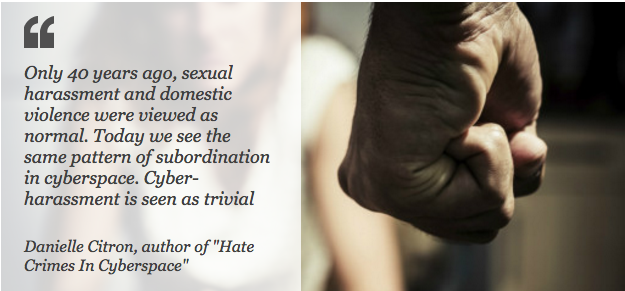 “
Only 40 years ago, sexual
harassment and domestic
violence were viewed as
normal. Today we see the
same pattern of subordination
in cyberspace. Cyber-
harassment is seen as trivial
Danielle Citron, author of "Hate
Crimes In Cyberspace"